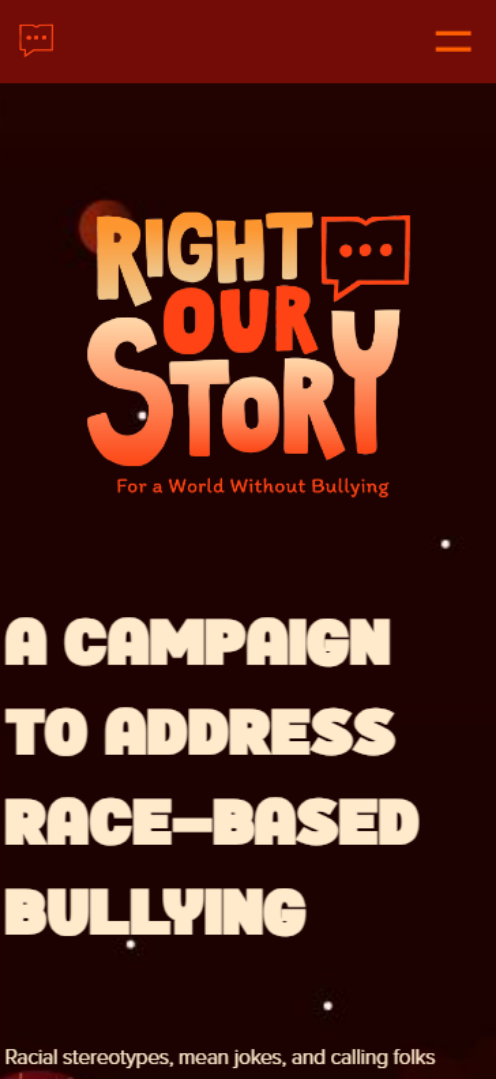 RIGHT
OUR
STORY
For a World Without Bullying
A CAMPAIGN
TO ADDRESS
RACE–BASED
BULLYING
Racial stereotypes, mean jokes, and calling folks